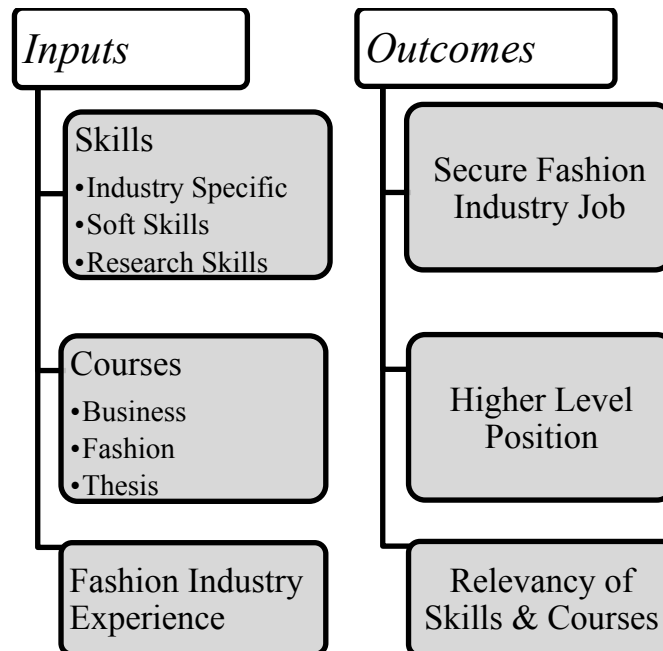 Inputs
Skills
•Industry Specific
•Soft Skills
•Research Skills
Courses
•Business
•Fashion
•Thesis
Fashion Industry
Experience
Outcomes
Secure Fashion
Industry Job
Higher Level
Position
Relevancy of
Skills & Courses